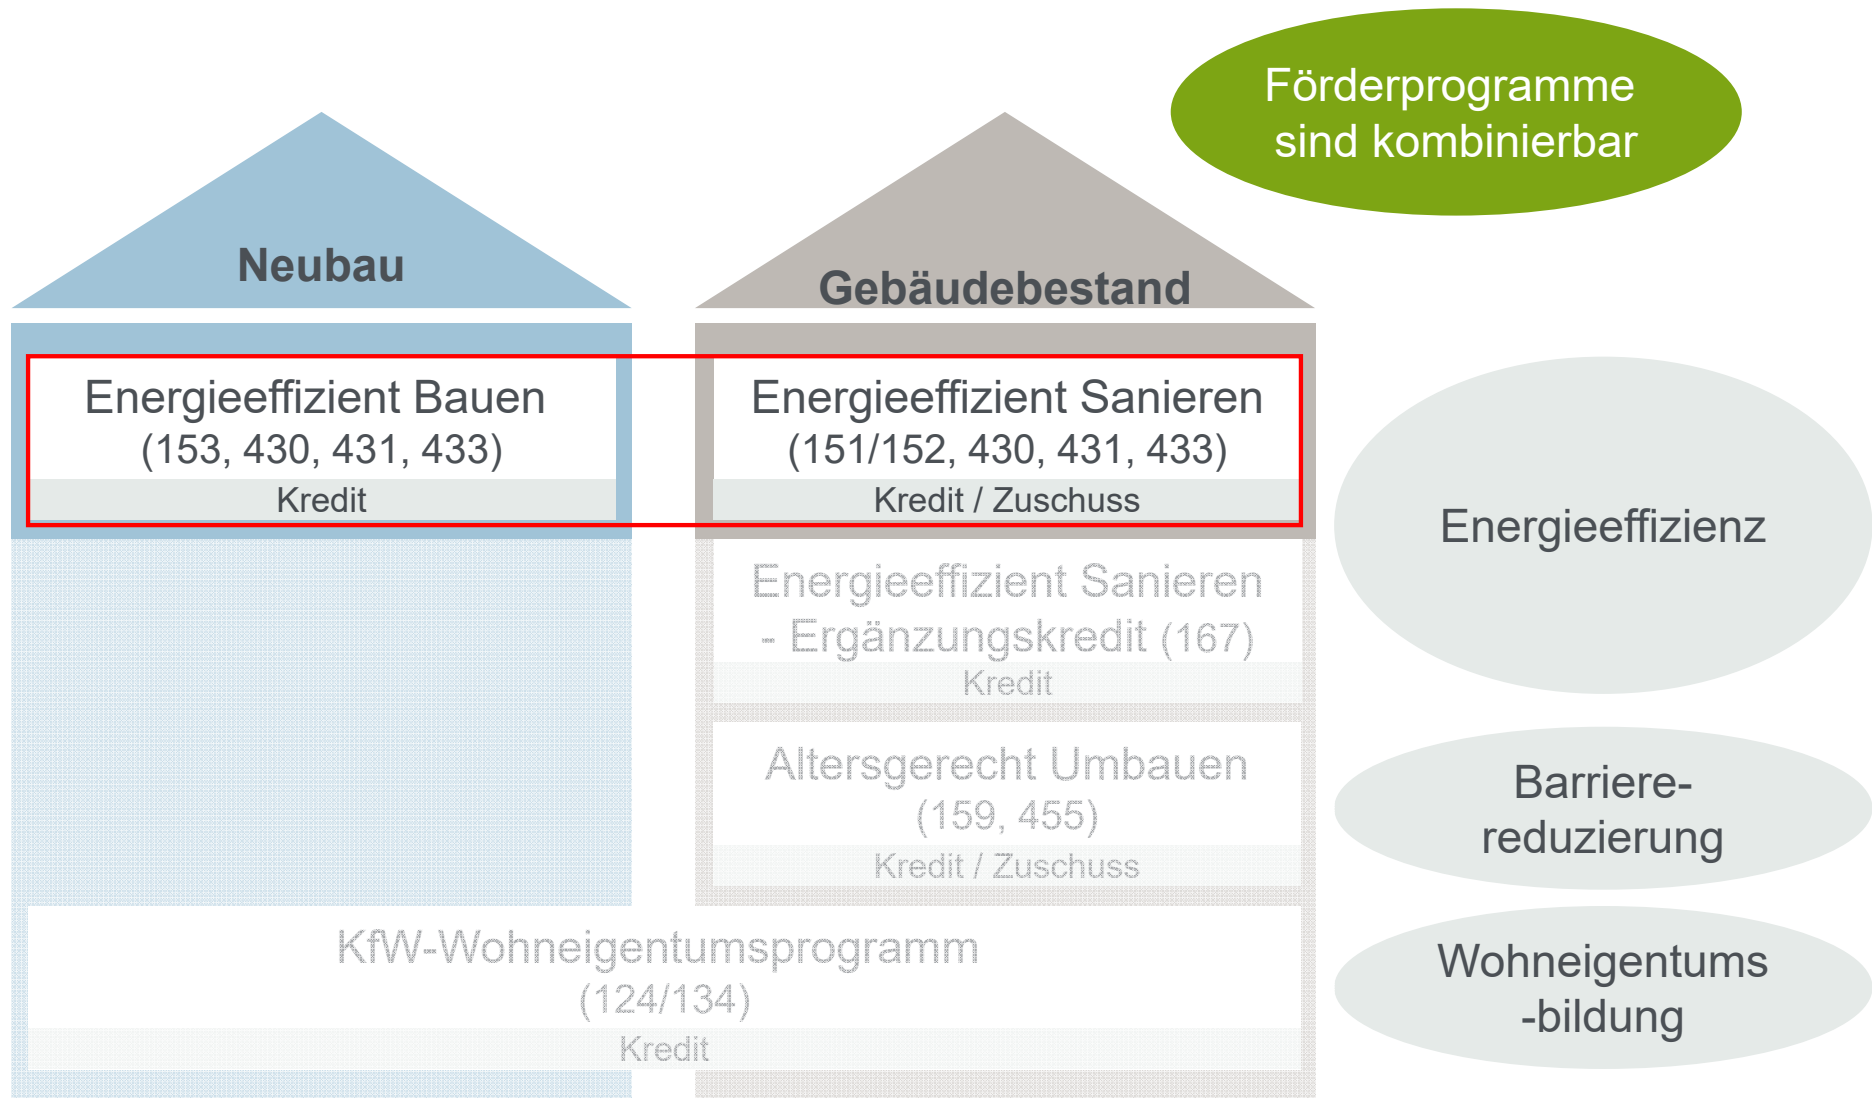 Förderprogramme
sind kombinierbar
Neubau
Gebäudebestand
Energieeffizient Bauen
(153, 430, 431, 433)
Kredit
Energieeffizient Sanieren
(151/152, 430, 431, 433)
Kredit / Zuschuss
Energieeffizienz
Energieeffizient Sanieren
- Ergänzungskredit (167)
Kredit
Altersgerecht Umbauen
(159, 455)
Kredit / Zuschuss
Barriere-
reduzierung
KfW-Wohneigentumsprogramm
(124/134)
Kredit
Wohneigentums
-bildung